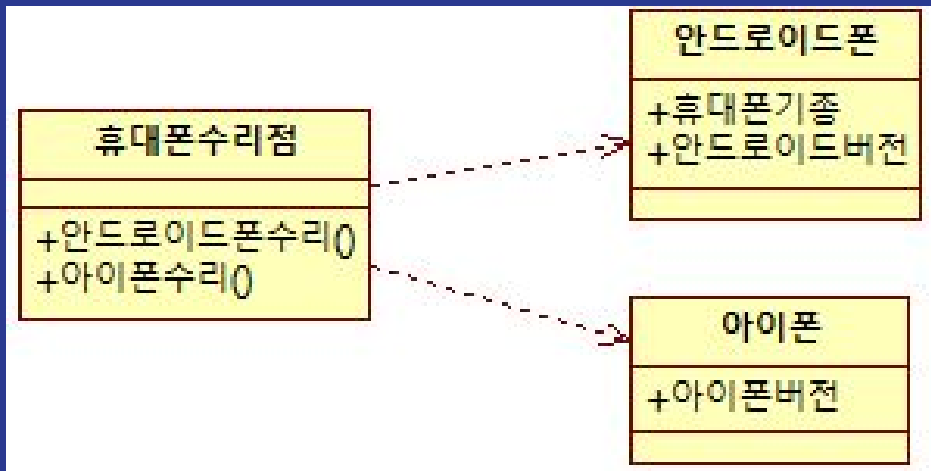 휴대폰수리점
+안드로이드폰수리()
+아이폰수리()
안드로이드폰
+휴대폰기종
+안드로이드버전
아이폰
+아이폰버전